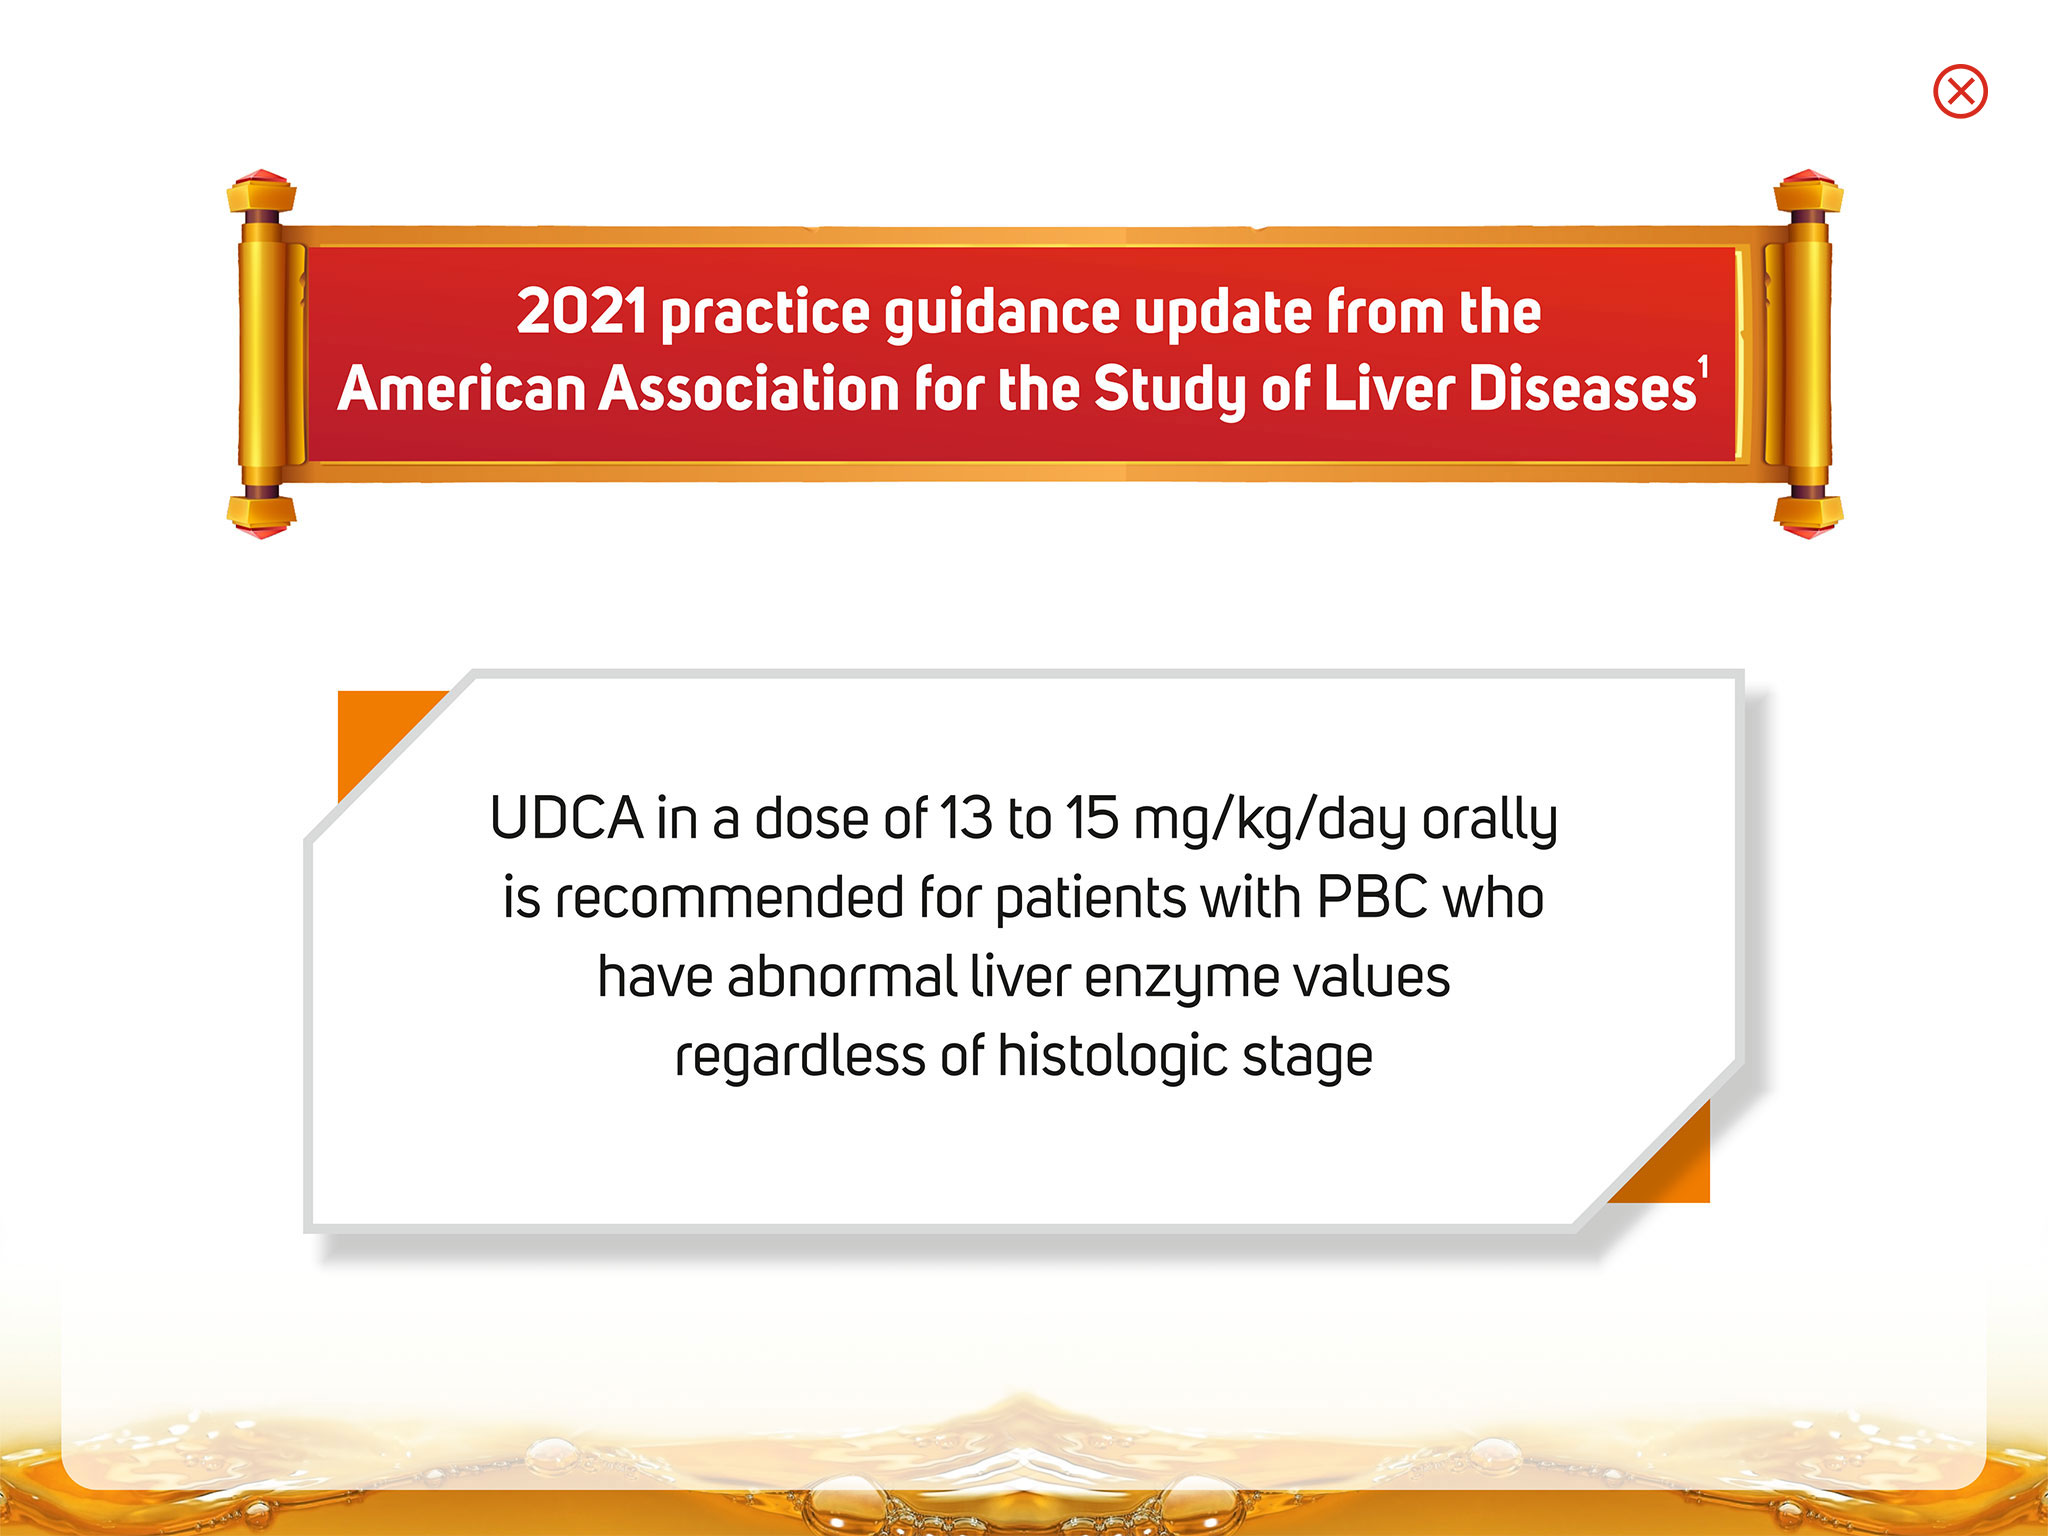 2021 practice guidance update from the
American Association for the Study of Liver Diseases¹
UDCA in a dose of 13 to 15 mg/kg/day orally
is recommended for patients with PBC who
have abnormal liver enzyme values
regardless of histologic stage